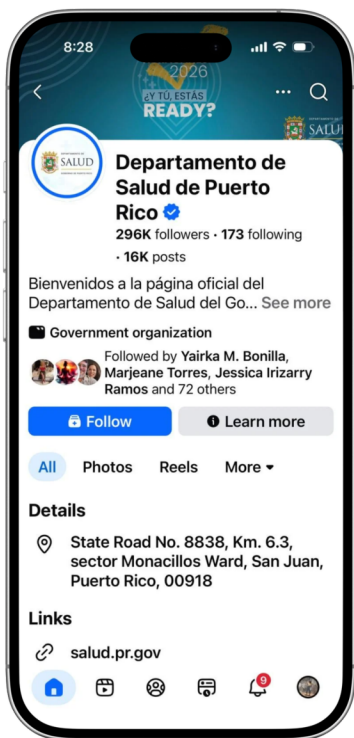 8:28
2026
¿Y TÚ, ESTÁS
READY?
SALU
SALUD
Departamento de
Salud de Puerto
Rico
296K followers · 173 following
· 16K posts
Bienvenidos a la página oficial del
Departamento de Salud del Go... See more
Government organization
Followed by Yairka M. Bonilla,
Marjeane Torres, Jessica Irizarry
Ramos and 72 others
Follow
Learn more
All Photos Reels More
Details
State Road No. 8838, Km. 6.3,
sector Monacillos Ward, San Juan,
Puerto Rico, 00918
Links
salud.pr.gov
9